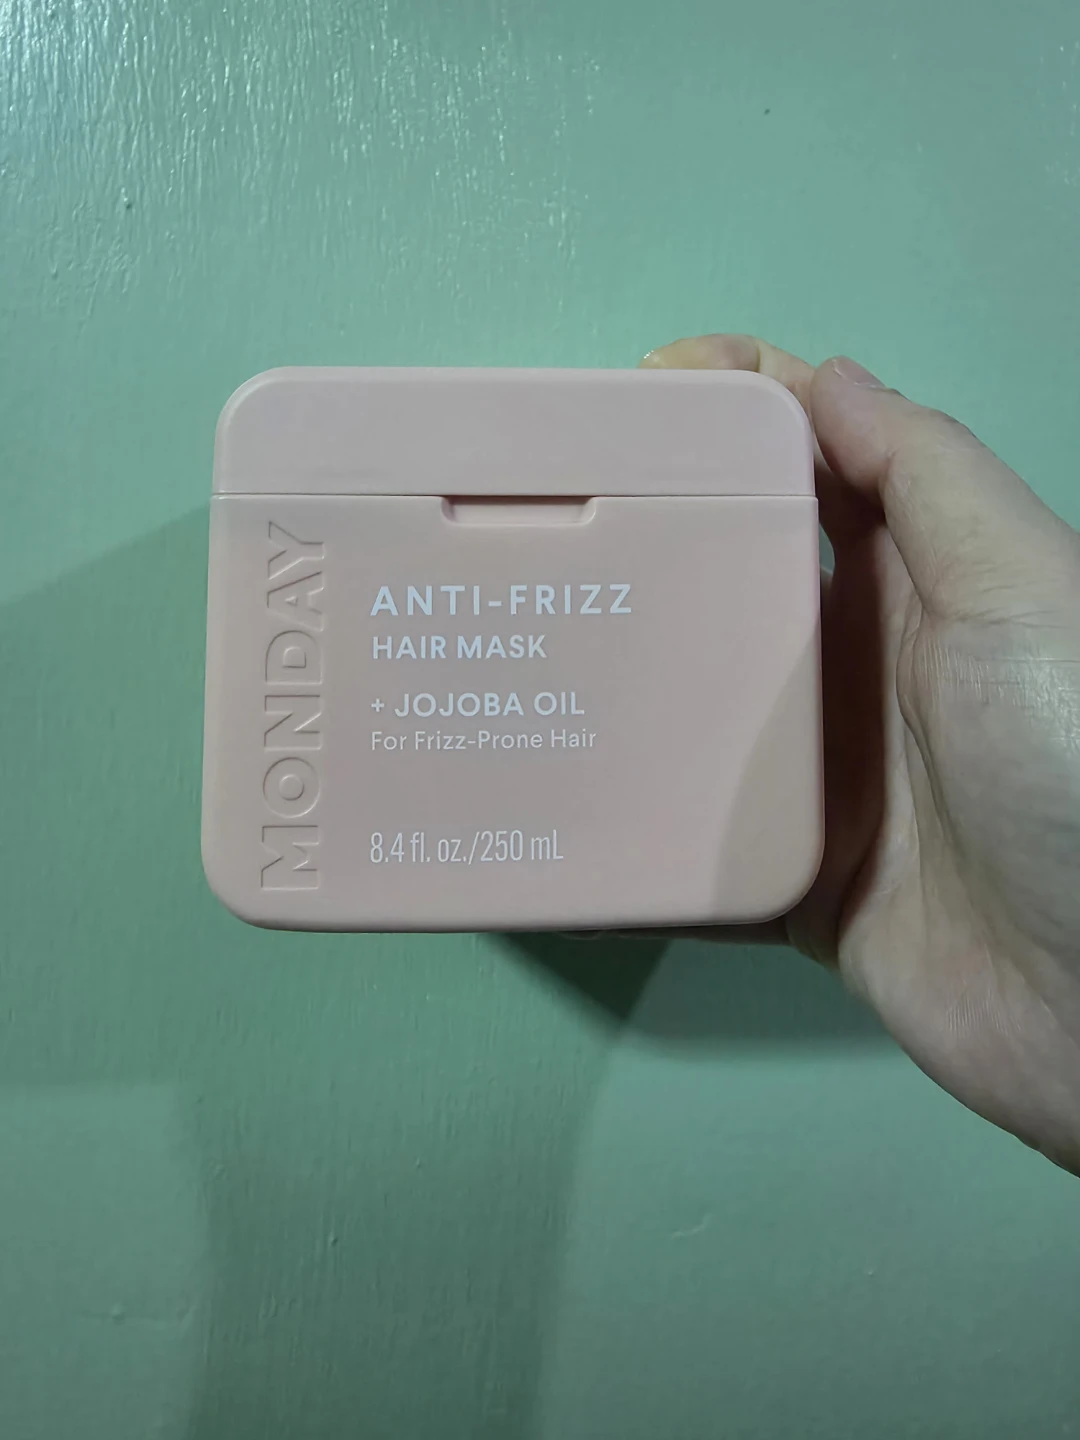 MONDAY
ANTI-FRIZZ
HAIR MASK
+ JOJOBA OIL
For Frizz-Prone Hair
8.4 fl. oz./250 mL